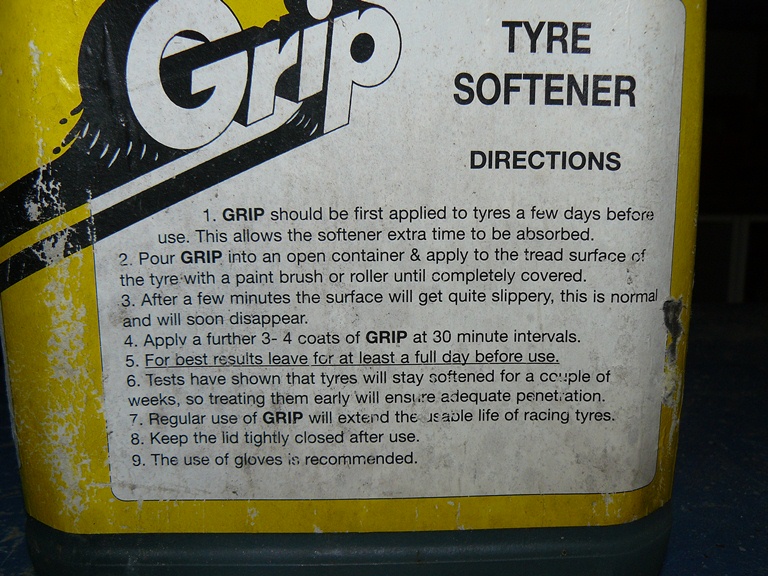 Grip
TYRE
SOFTENER
DIRECTIONS
1. GRIP should be first applied to tyres a few days before
use. This allows the softener extra time to be absorbed.
2. Pour GRIP into an open container & apply to the tread surface of
the tyre with a paint brush or roller until completely covered.
3. After a few minutes the surface will get quite slippery, this is normal
and will soon disappear.
4. Apply a further 3- 4 coats of GRIP at 30 minute intervals.
5. For best results leave for at least a full day before use.
6. Tests have shown that tyres will stay softened for a couple of
weeks, so treating them early will ensure adequate penetration.
7. Regular use of GRIP will extend the usable life of racing tyres.
8. Keep the lid tightly closed after use.
9. The use of gloves is recommended.